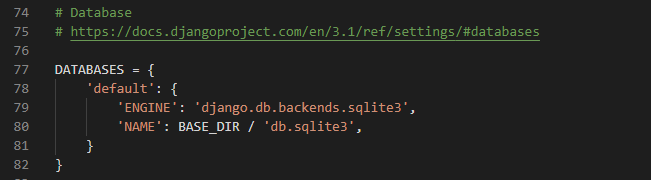 74 # Database
75 # https://docs.djangoproject.com/en/3.1/ref/settings/#databases
76
77 DATABASES = {
78     'default': {
79         'ENGINE': 'django.db.backends.sqlite3',
80         'NAME': BASE_DIR / 'db.sqlite3',
81     }
82 }